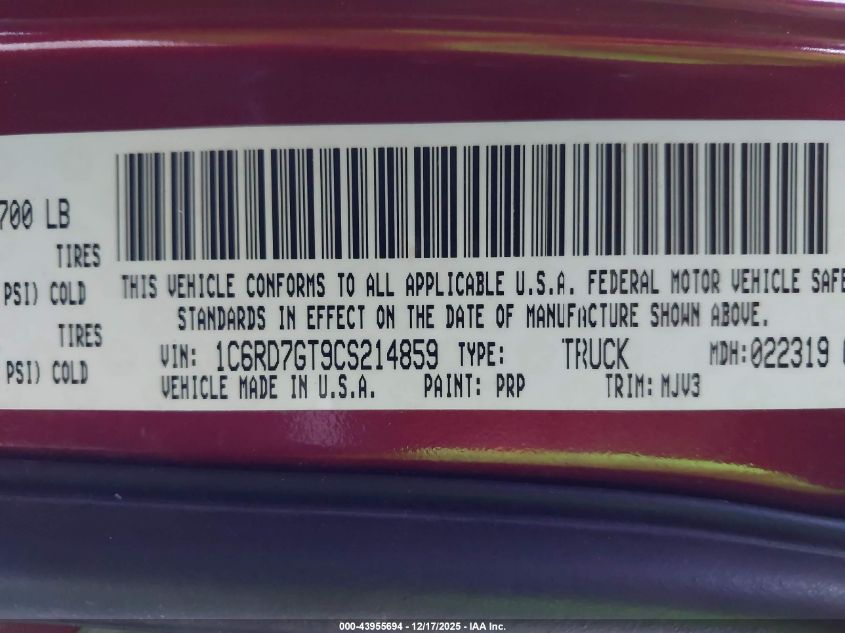 700 LB
TIRES
PSI) COLD
TIRES
PSI) COLD
THIS VEHICLE CONFORMS TO ALL APPLICABLE U.S.A. FEDERAL MOTOR VEHICLE SAFE
STANDARDS IN EFFECT ON THE DATE OF MANUFACTURE SHOWN ABOVE.
VIN: 1C6RD7GT9CS214859 TYPE: TRUCK MDH:022319
VEHICLE MADE IN U.S.A. PAINT: PRP TRIM: MJV3
000-43955694 - 12/17/2025 - IAA Inc.